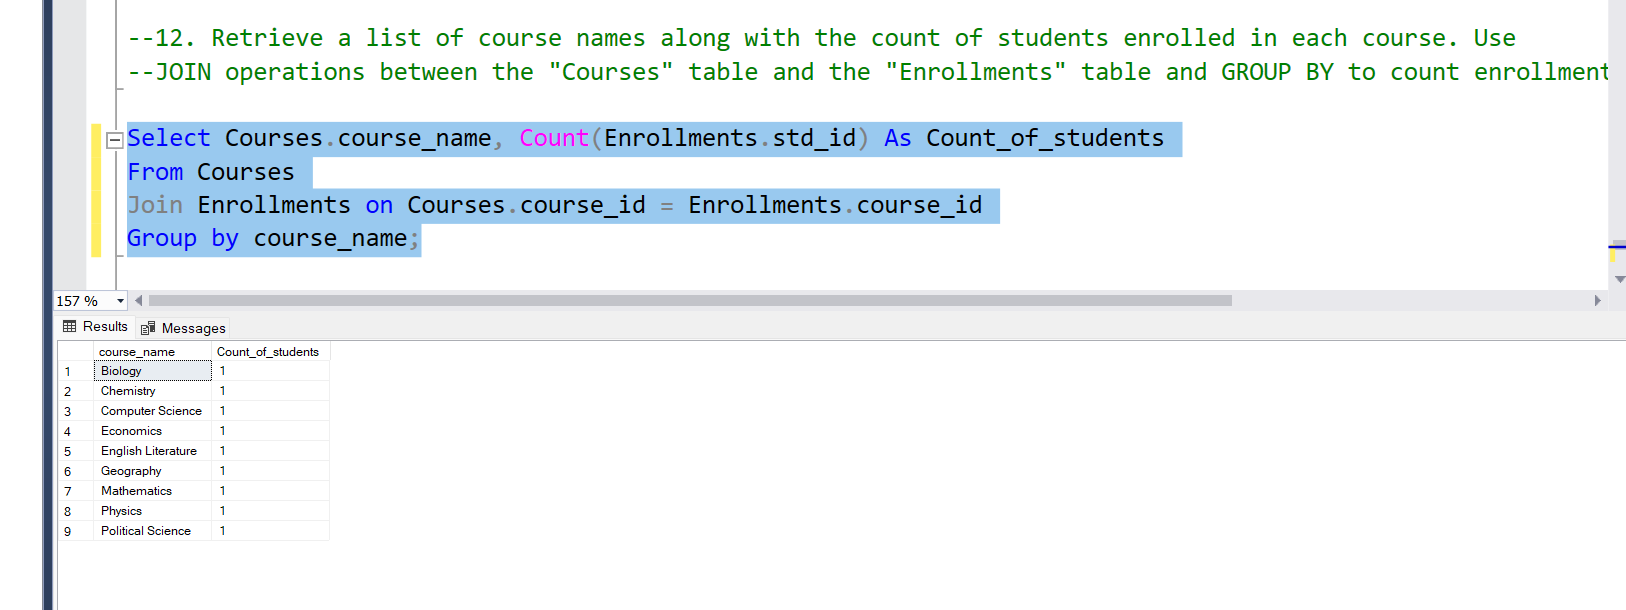 --12. Retrieve a list of course names along with the count of students enrolled in each course. Use
--JOIN operations between the "Courses" table and the "Enrollments" table and GROUP BY to count enrollment
Select Courses.course_name, Count(Enrollments.std_id) As Count_of_students
From Courses
Join Enrollments on Courses.course_id = Enrollments.course_id
Group by course_name;
157 %
Results Messages
course_name Count_of_students
1 Biology 1
2 Chemistry 1
3 Computer Science 1
4 Economics 1
5 English Literature 1
6 Geography 1
7 Mathematics 1
8 Physics 1
9 Political Science 1